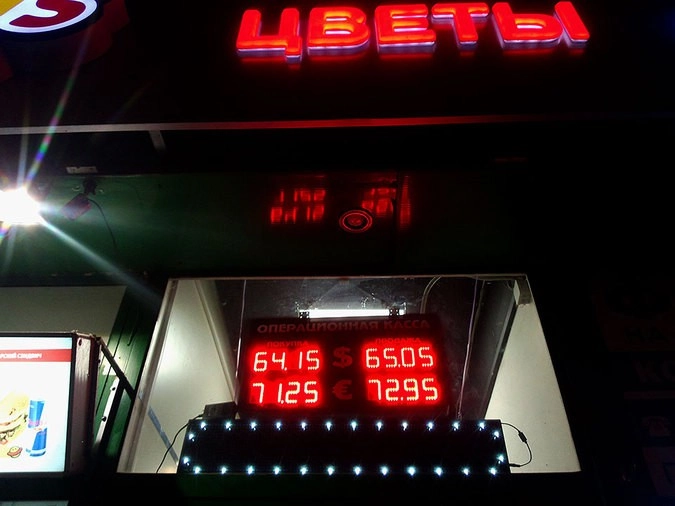 ЦВЕТЫ
ОПЕРАЦИОННАЯ КАССА
ПОКУПКА
64.15 $ 65.05
71.25 € 72.95